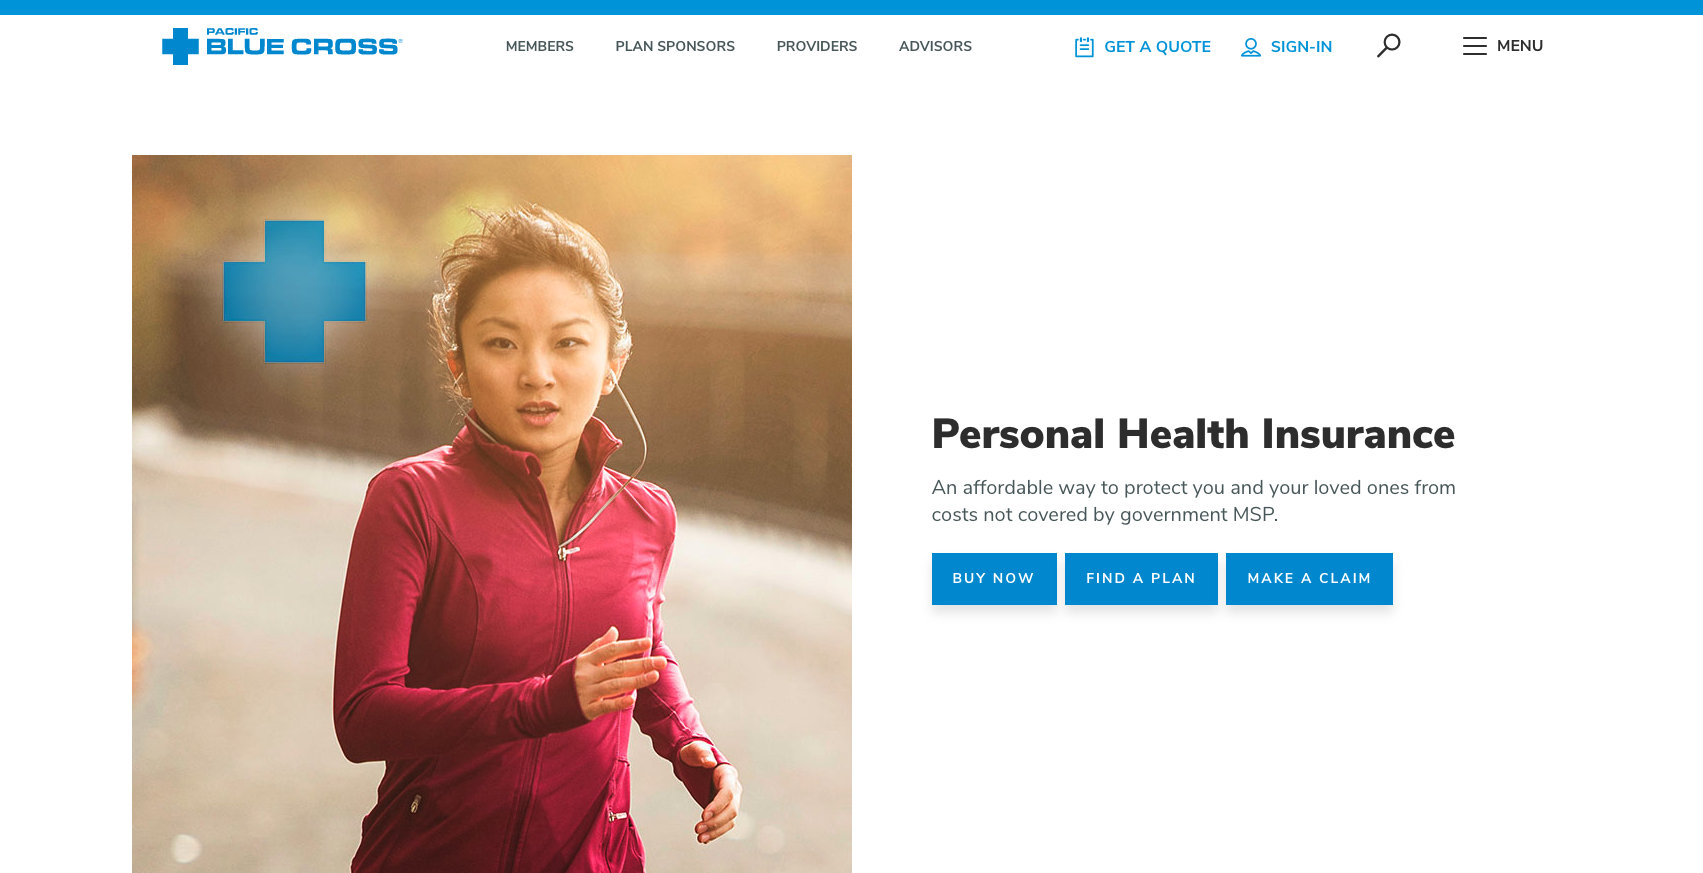 PACIFIC
BLUE CROSS®
MEMBERS
PLAN SPONSORS
PROVIDERS
ADVISORS
GET A QUOTE
SIGN-IN
MENU
Personal Health Insurance
An affordable way to protect you and your loved ones from
costs not covered by government MSP.
BUY NOW
FIND A PLAN
MAKE A CLAIM